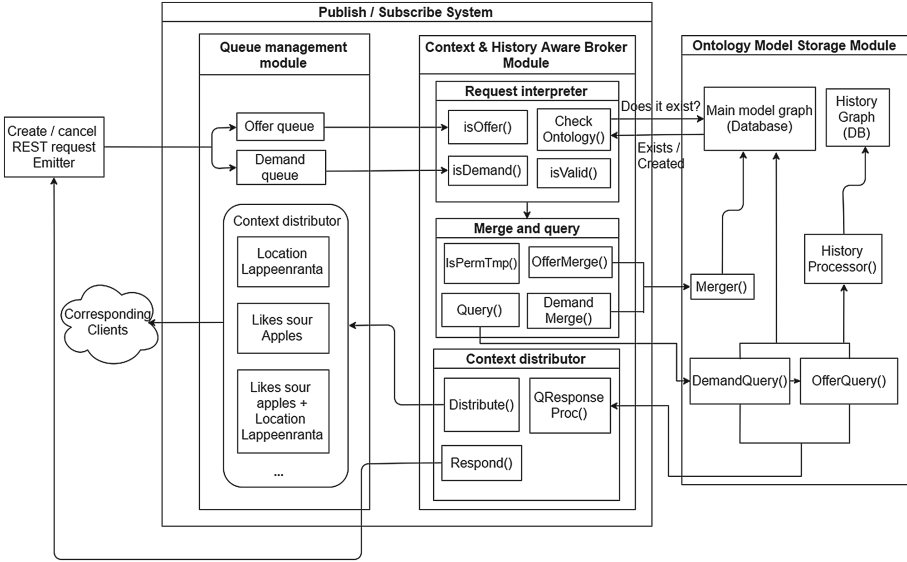 Publish / Subscribe System
Queue management
module
Context & History Aware Broker
Module
Ontology Model Storage Module
Create / cancel
REST request
Emitter
Offer queue
Demand
queue
Request interpreter
isOffer()
Check
Ontology()
isDemand()
isValid()
Does it exist?
Exists /
Created
Main model graph
(Database)
History
Graph
(DB)
Context distributor
Location
Lappeenranta
Likes sour
Apples
Likes sour
apples +
Location
Lappeenranta
...
Corresponding
Clients
Merge and query
IsPermTmp()
OfferMerge()
Query()
Demand
Merge()
Merger()
History
Processor()
Context distributor
Distribute()
QResponse
Proc()
Respond()
DemandQuery()
OfferQuery()